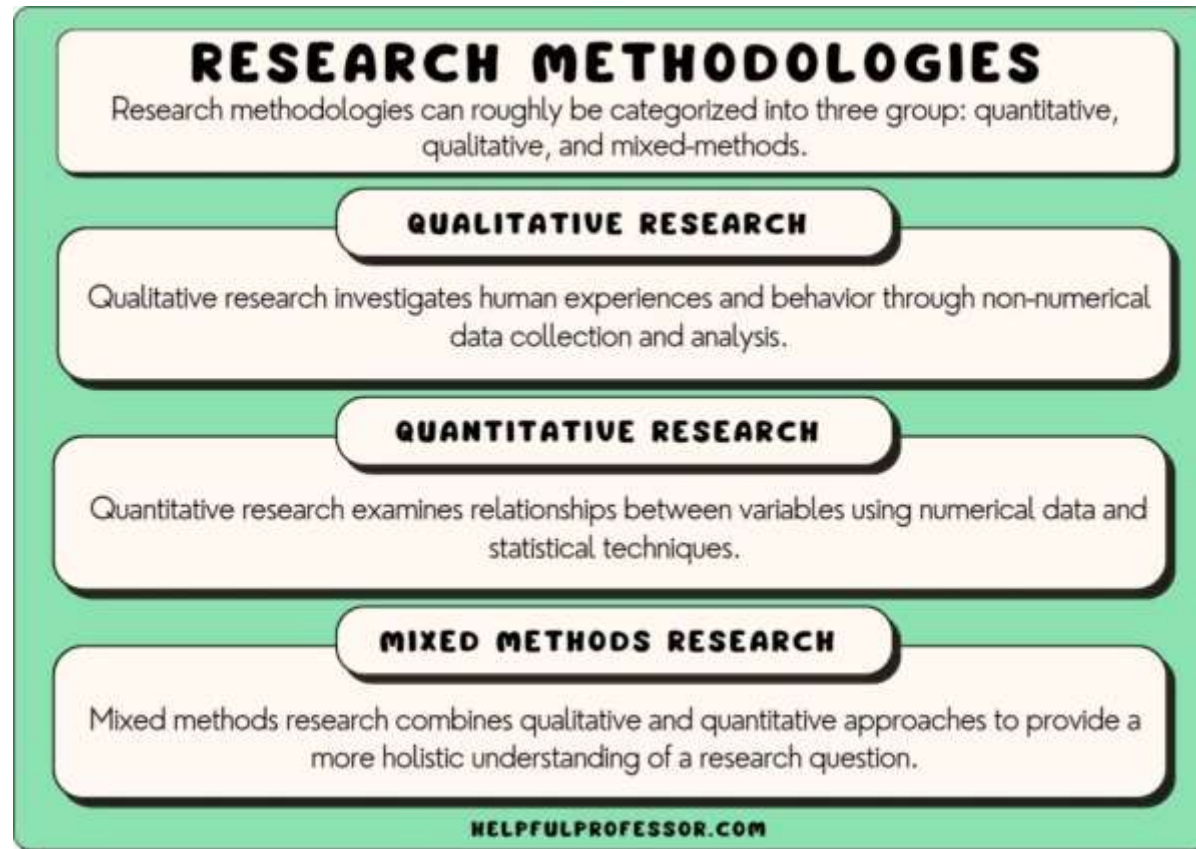 RESEARCH METHODOLOGIES
Research methodologies can roughly be categorized into three group: quantitative,
qualitative, and mixed-methods.
QUALITATIVE RESEARCH
Qualitative research investigates human experiences and behavior through non-numerical
data collection and analysis.
QUANTITATIVE RESEARCH
Quantitative research examines relationships between variables using numerical data and
statistical techniques.
MIXED METHODS RESEARCH
Mixed methods research combines qualitative and quantitative approaches to provide a
more holistic understanding of a research question.
HELPFULPROFESSOR.COM